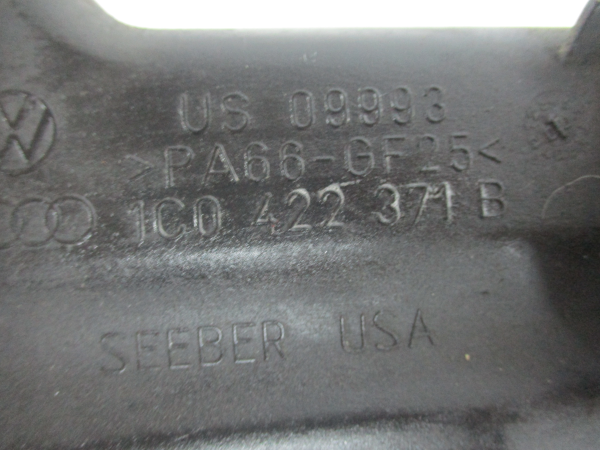 US 09993
>PA66-GF25<
1C0 422 371 B
SEEBER USA